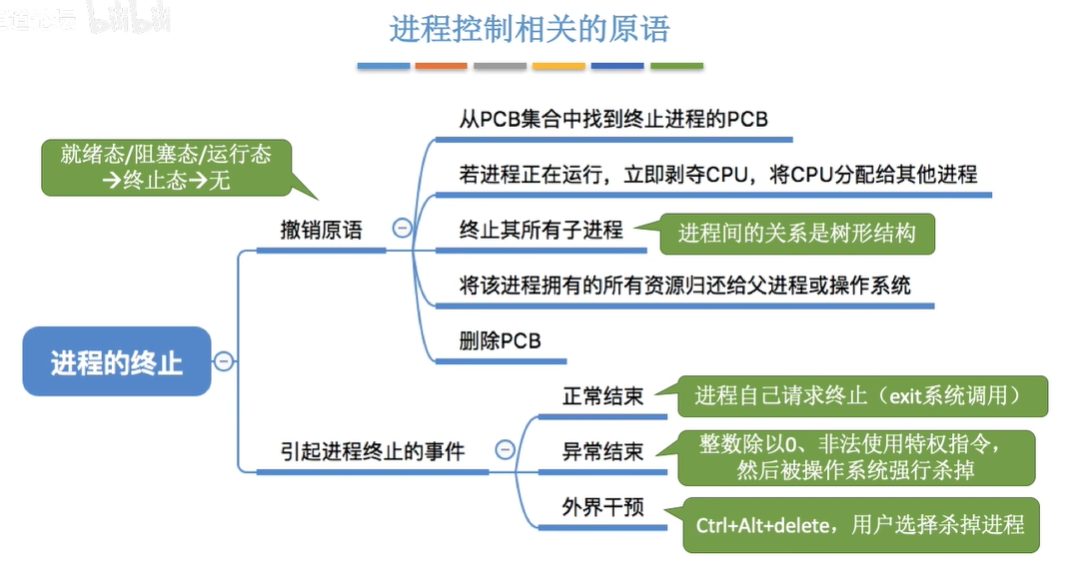 进程控制相关的原语
从PCB集合中找到终止进程的PCB
就绪态/阻塞态/运行态
→终止态→无
若进程正在运行，立即剥夺CPU，将CPU分配给其他进程
撤销原语
终止其所有子进程
进程间的关系是树形结构
将该进程拥有的所有资源归还给父进程或操作系统
删除PCB
进程的终止
正常结束
进程自己请求终止（exit系统调用）
引起进程终止的事件
异常结束
整数除以0、非法使用特权指令，
然后被操作系统强行杀掉
外界干预
Ctrl+Alt+delete，用户选择杀掉进程